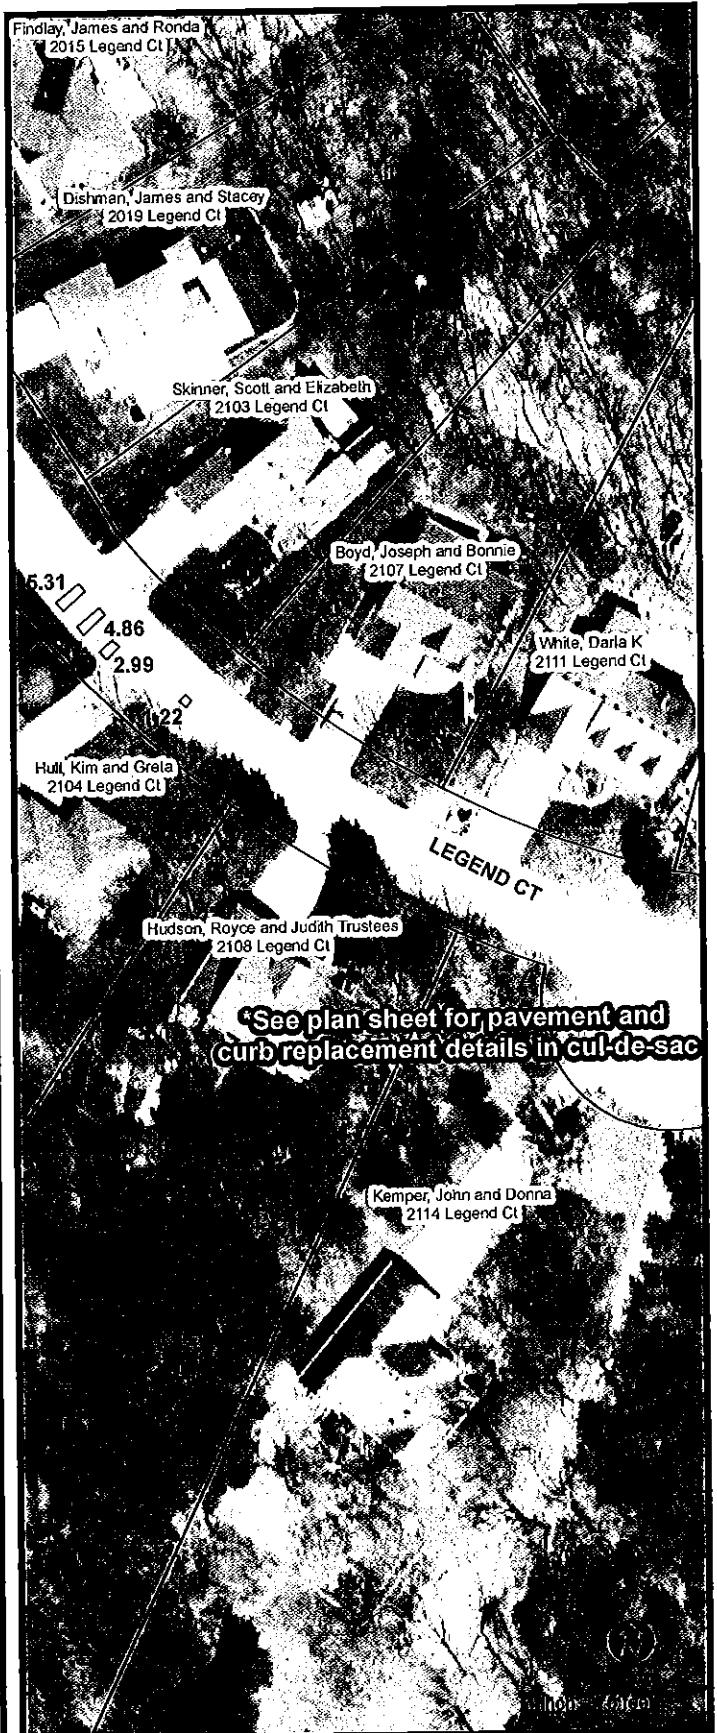 Findlay, James and Ronda
2015 Legend Ct
Dishman, James and Stacey
2019 Legend Ct
Skinner, Scott and Elizabeth
2103 Legend Ct
Boyd, Joseph and Bonnie
2107 Legend Ct
5.31
4.86
White, Darla K
2111 Legend Ct
2.99
.22
Hull, Kim and Greta
2104 Legend Ct
LEGEND CT
Hudson, Royce and Judith Trustees
2108 Legend Ct
*See plan sheet for pavement and
curb replacement details in cul-de-sac
Kemper, John and Donna
2114 Legend Ct